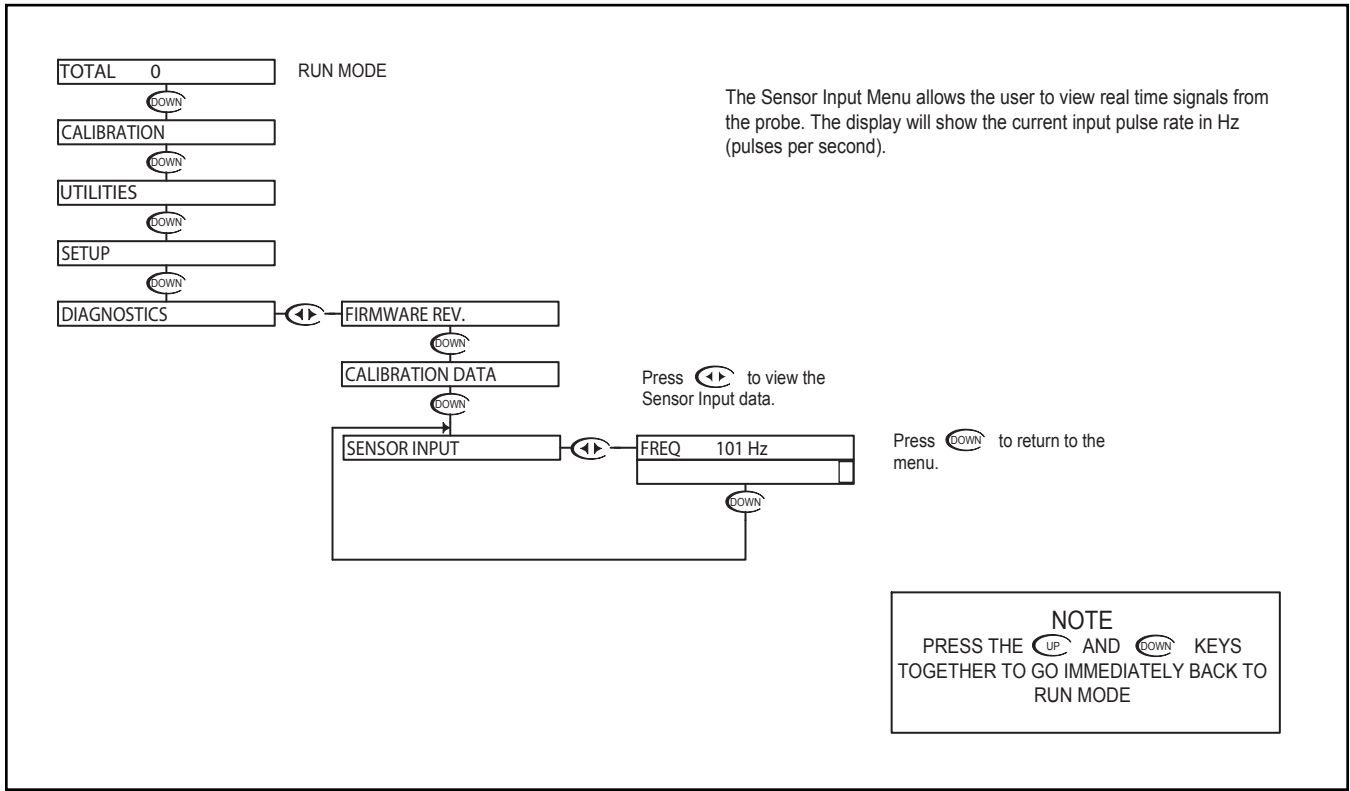 TOTAL 0
RUN MODE
DOWN
CALIBRATION
DOWN
UTILITIES
DOWN
SETUP
DOWN
DIAGNOSTICS
The Sensor Input Menu allows the user to view real time signals from
the probe. The display will show the current input pulse rate in Hz
(pulses per second).
FIRMWARE REV.
DOWN
CALIBRATION DATA
DOWN
SENSOR INPUT
Press to view the
Sensor Input data.
FREQ 101 Hz
DOWN
Press DOWN to return to the
menu.
NOTE
PRESS THE UP AND DOWN KEYS
TOGETHER TO GO IMMEDIATELY BACK TO
RUN MODE